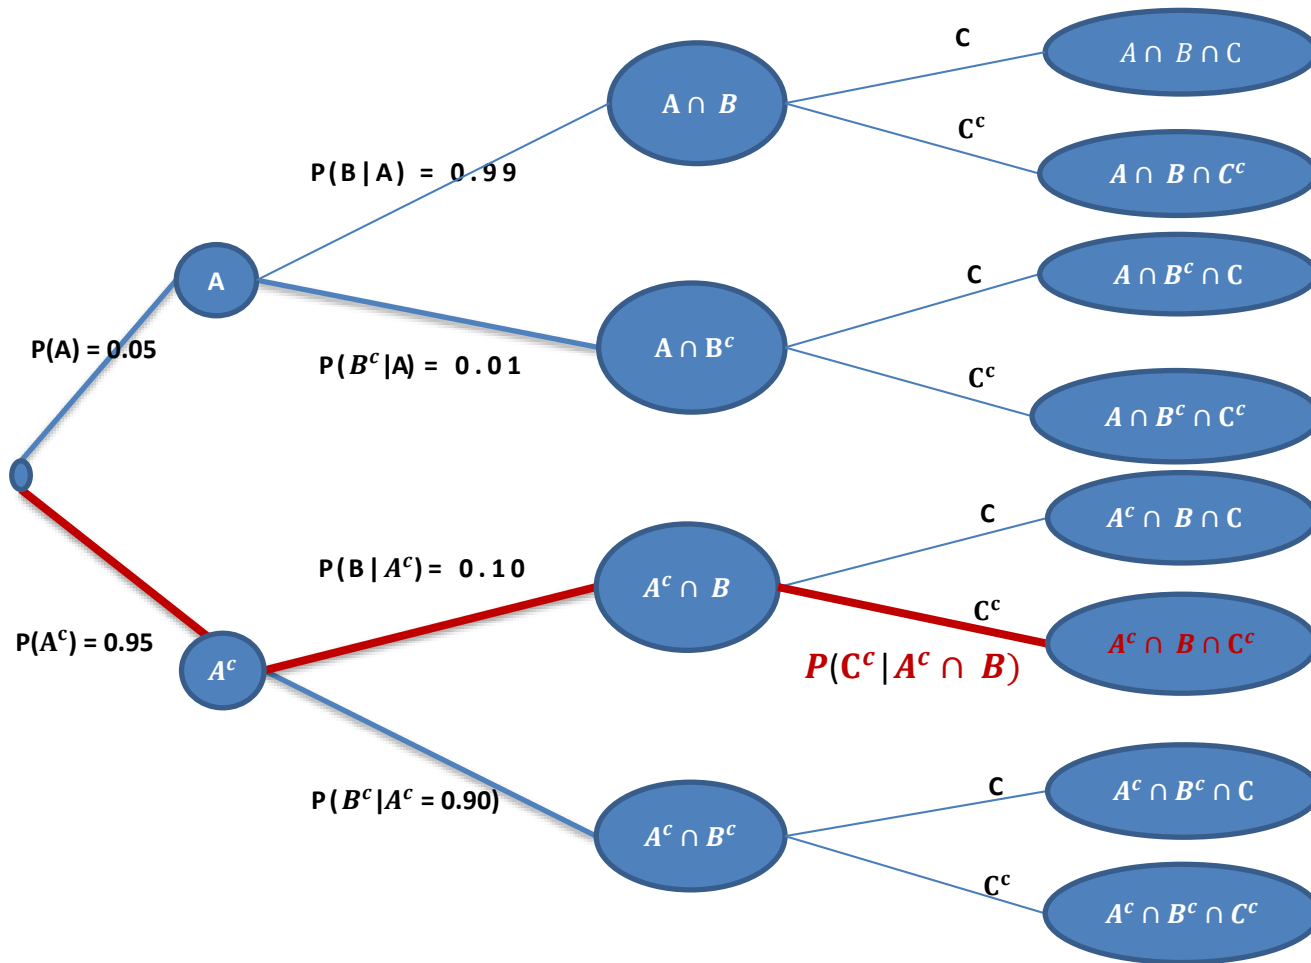 C
A ∩ B ∩ C
A ∩ B
Cᶜ
P(B|A) = 0.99
A ∩ B ∩ Cᶜ
A
C
A ∩ Bᶜ ∩ C
P(A) = 0.05
A ∩ Bᶜ
P(Bᶜ|A) = 0.01
Cᶜ
A ∩ Bᶜ ∩ Cᶜ
C
Aᶜ ∩ B ∩ C
P(B|Aᶜ)= 0.10
Aᶜ ∩ B
Cᶜ
P(Aᶜ) = 0.95
Aᶜ
P(Cᶜ|Aᶜ ∩ B)
Aᶜ ∩ B ∩ Cᶜ
C
Aᶜ ∩ Bᶜ ∩ C
P(Bᶜ|Aᶜ = 0.90)
Aᶜ ∩ Bᶜ
Cᶜ
Aᶜ ∩ Bᶜ ∩ Cᶜ